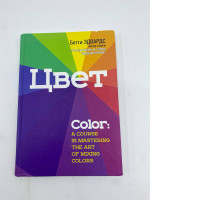 Бетти ЭДВАРДС
Цвет
Color:
A COURSE
IN MASTERING
THE ART
OF MIXING
COLORS